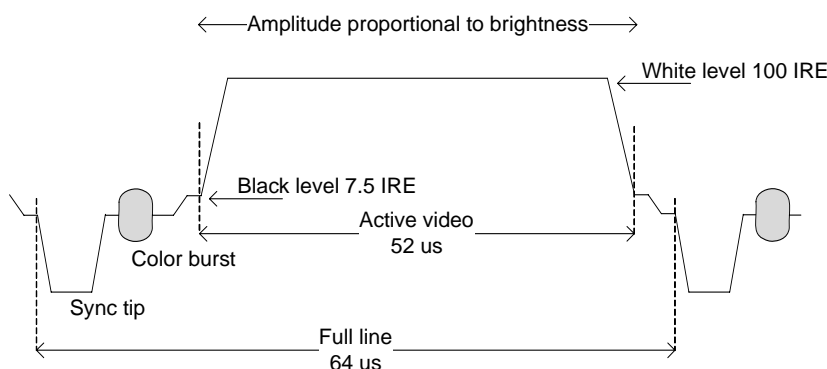 Amplitude proportional to brightness
White level 100 IRE
Black level 7.5 IRE
Active video
52 us
Color burst
Sync tip
Full line
64 us